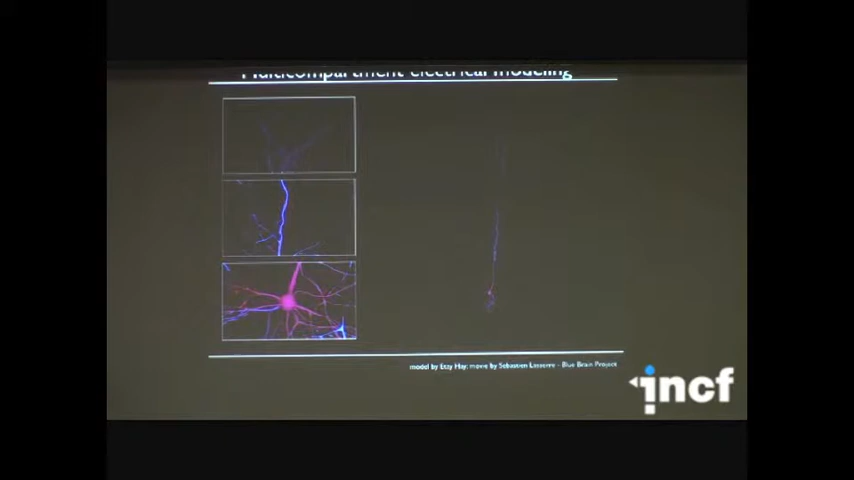 Multicompartment electrical modeling
model by Etay Hay; movie by Sebastien Lasserre - Blue Brain Project
incf